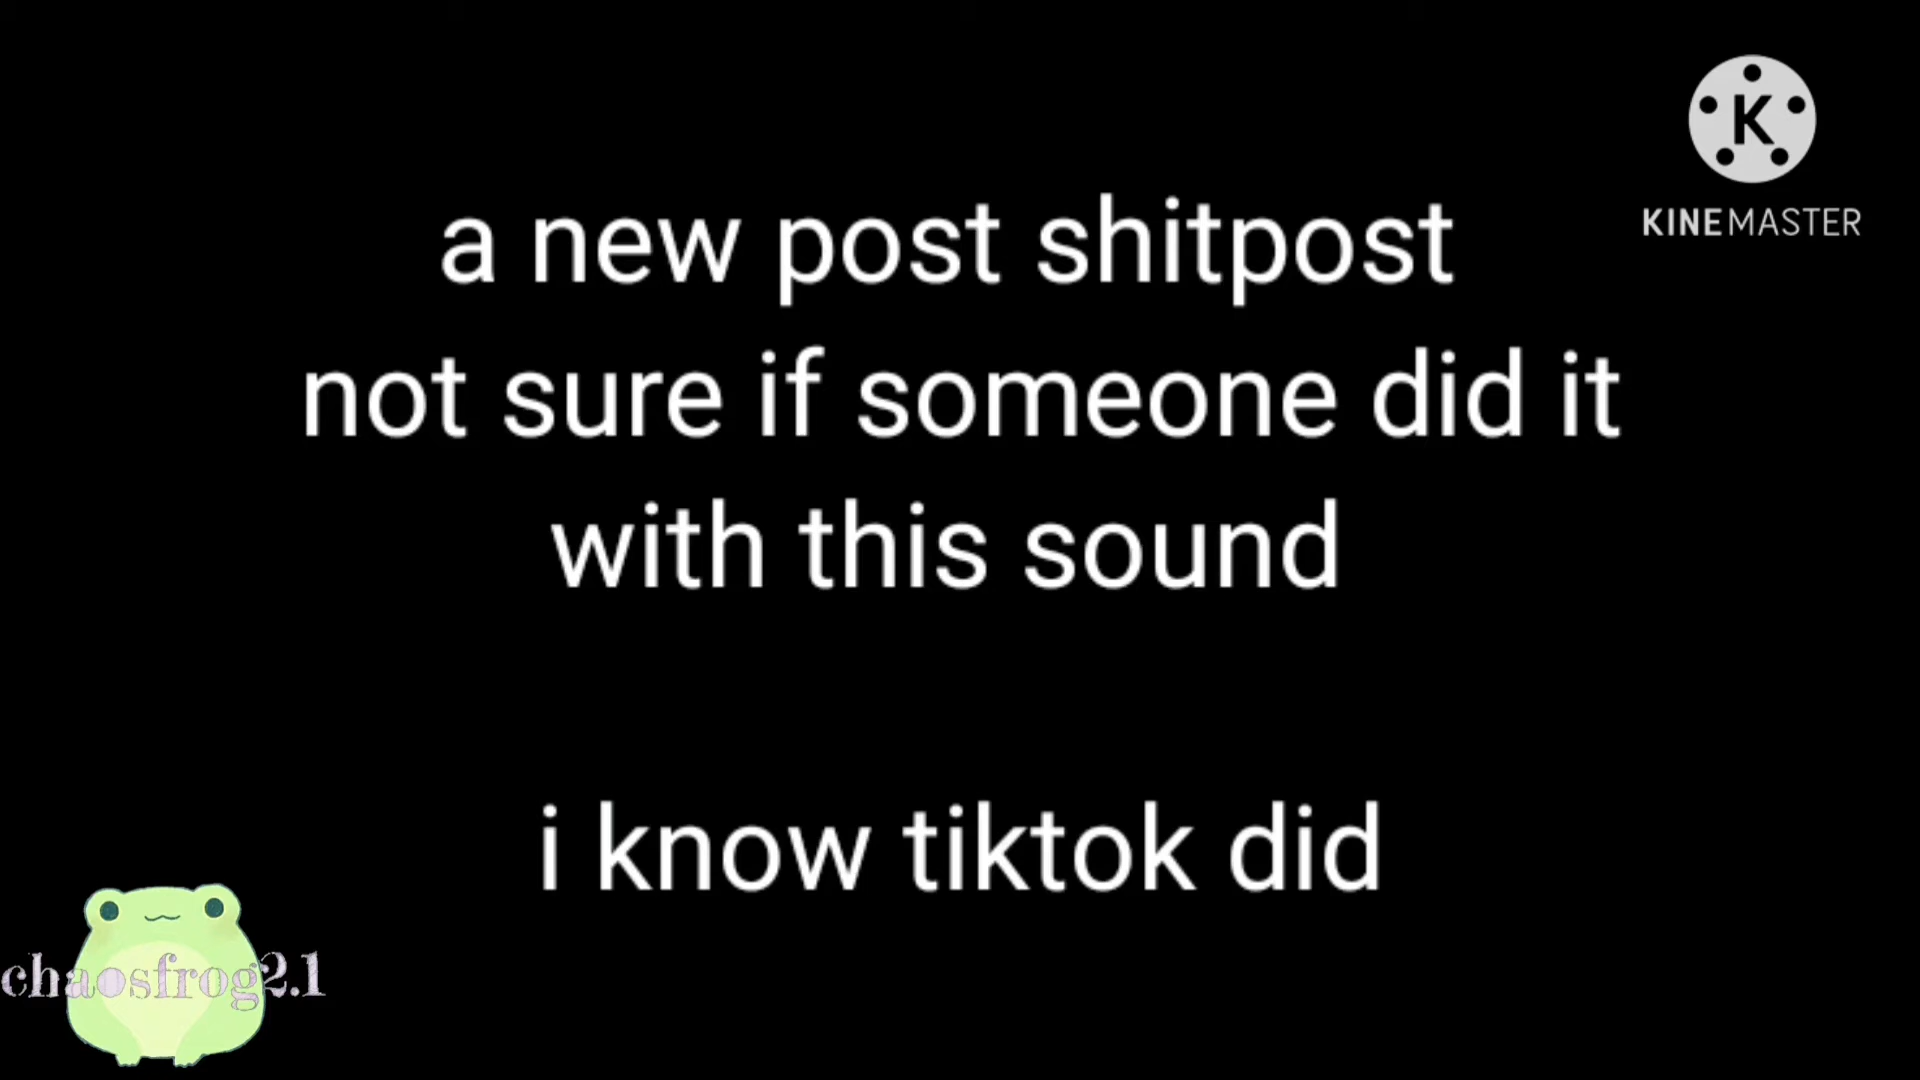 K
KINEMASTER
a new post shitpost
not sure if someone did it
with this sound
i know tiktok did
chaosfrog2.1